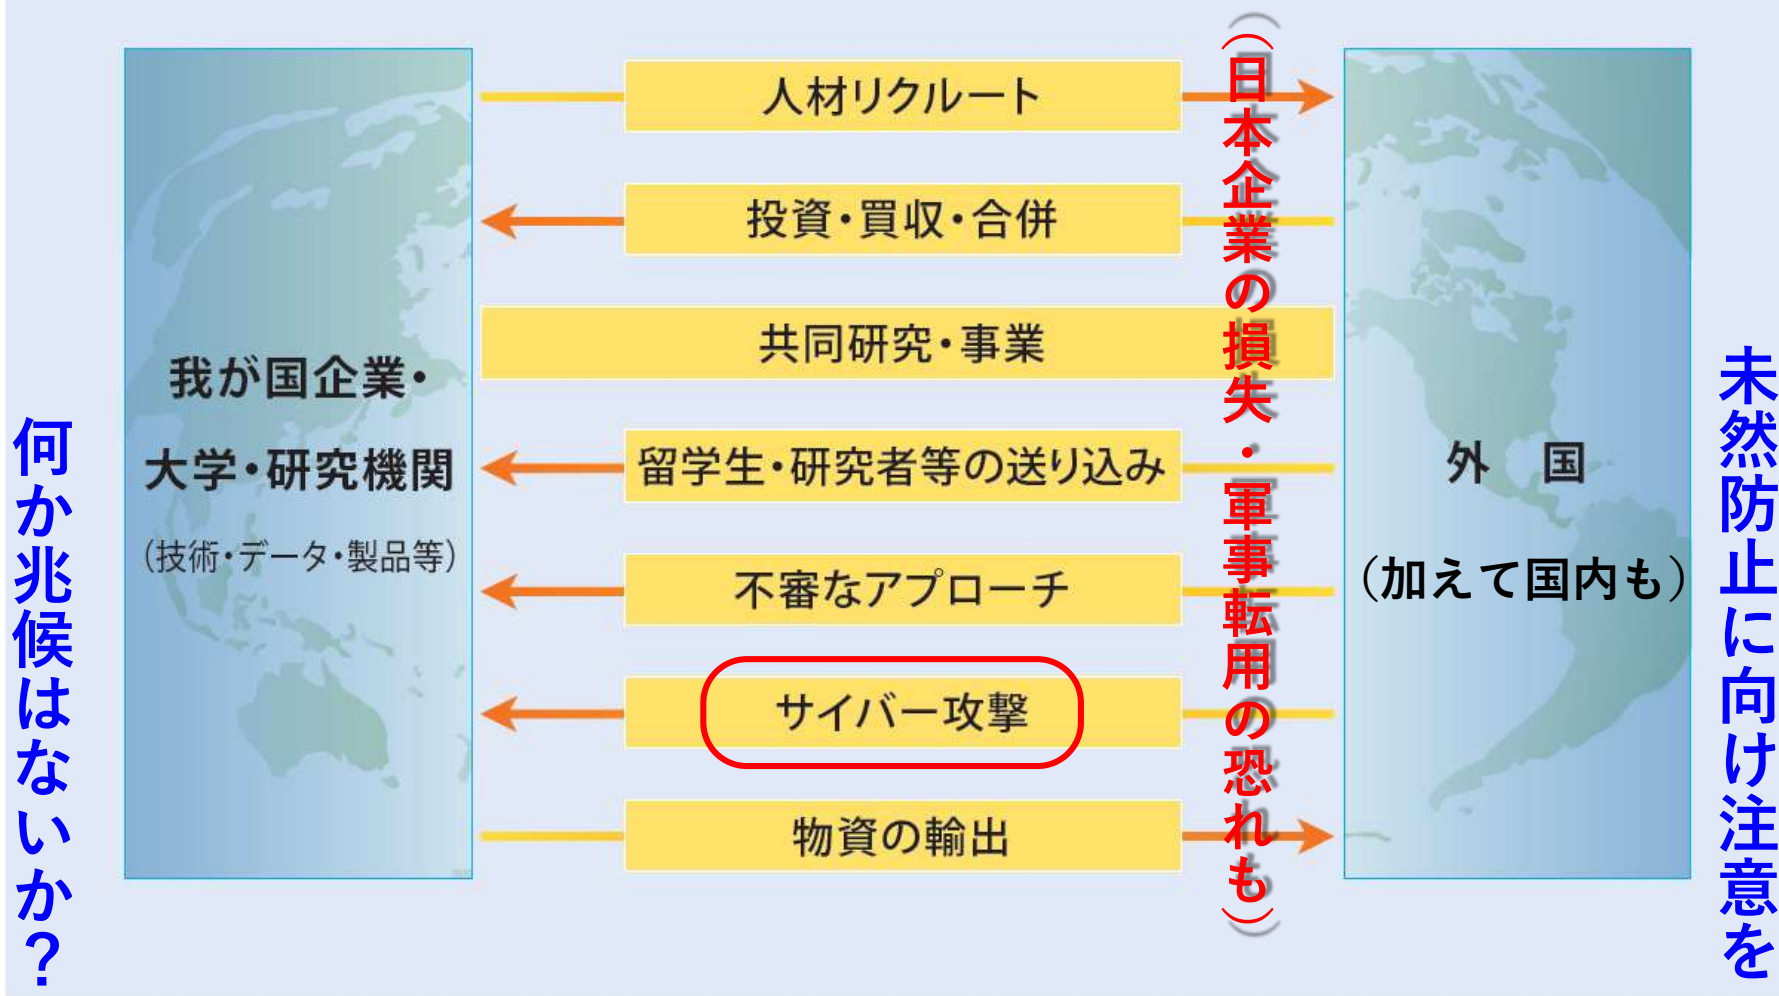 何か兆候はないか？
我が国企業・
大学・研究機関
（技術・データ・製品等）
人材リクルート
投資・買収・合併
共同研究・事業
留学生・研究者等の送り込み
不審なアプローチ
サイバー攻撃
物資の輸出
（日本企業の損失・軍事転用の恐れも）
外　国
（加えて国内も）
未然防止に向け注意を